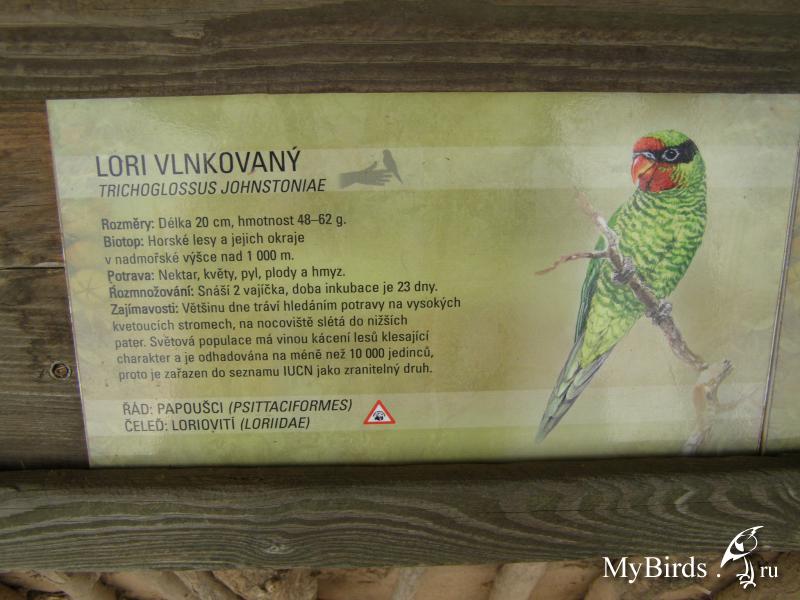 LORI VLNKOVANÝ
TRICHOGLOSSUS JOHNSTONIAE
Rozměry: Délka 20 cm, hmotnost 48–62 g.
Biotop: Horské lesy a jejich okraje
v nadmořské výšce nad 1 000 m.
Potrava: Nektar, květy, pyl, plody a hmyz.
Rozmnožování: Snáší 2 vajíčka, doba inkubace je 23 dny.
Zajímavosti: Většinu dne tráví hledáním potravy na vysokých
kvetoucích stromech, na nocoviště slétá do nižších
pater. Světová populace má vinou kácení lesů klesající
charakter a je odhadována na méně než 10 000 jedinců,
proto je zařazen do seznamu IUCN jako zranitelný druh.
ŘÁD: PAPOUŠCI (PSITTACIFORMES)
ČELEĎ: LORIOVITÍ (LORIIDAE)
MyBirds.ru